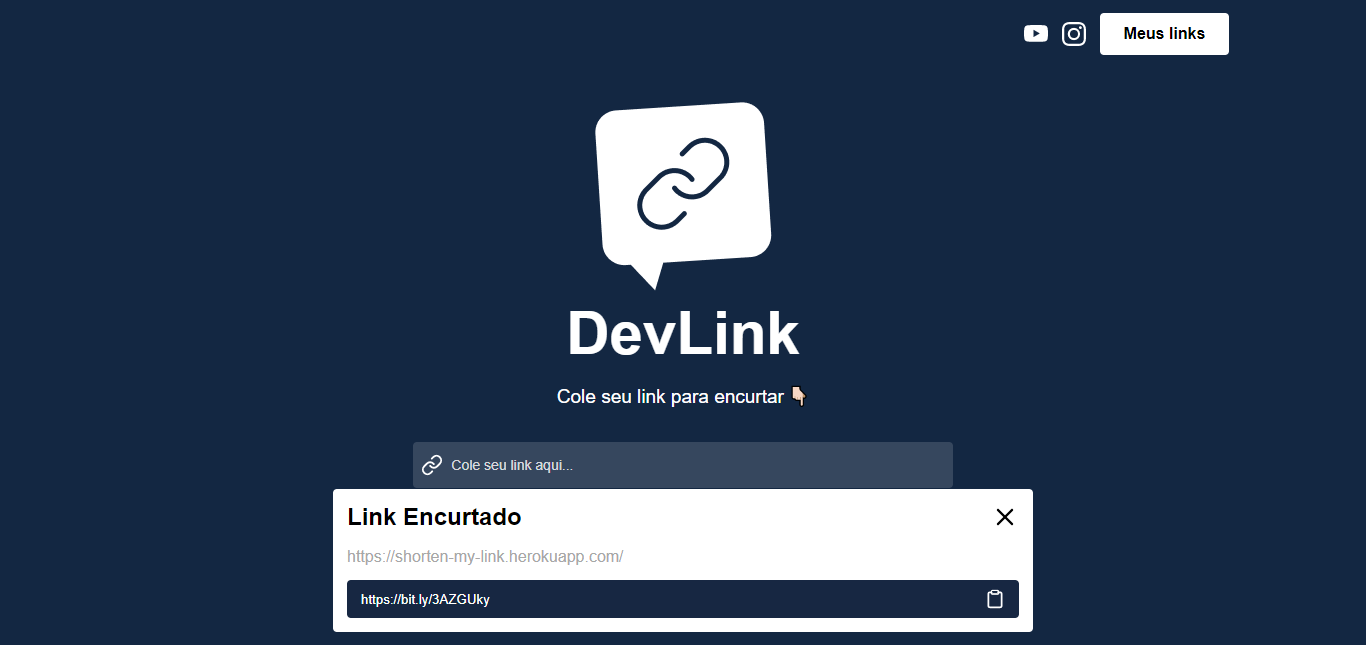 Meus links
DevLink
Cole seu link para encurtar 👇🏻
Cole seu link aqui...
Link Encurtado
https://shorten-my-link.herokuapp.com/
https://bit.ly/3AZGUky